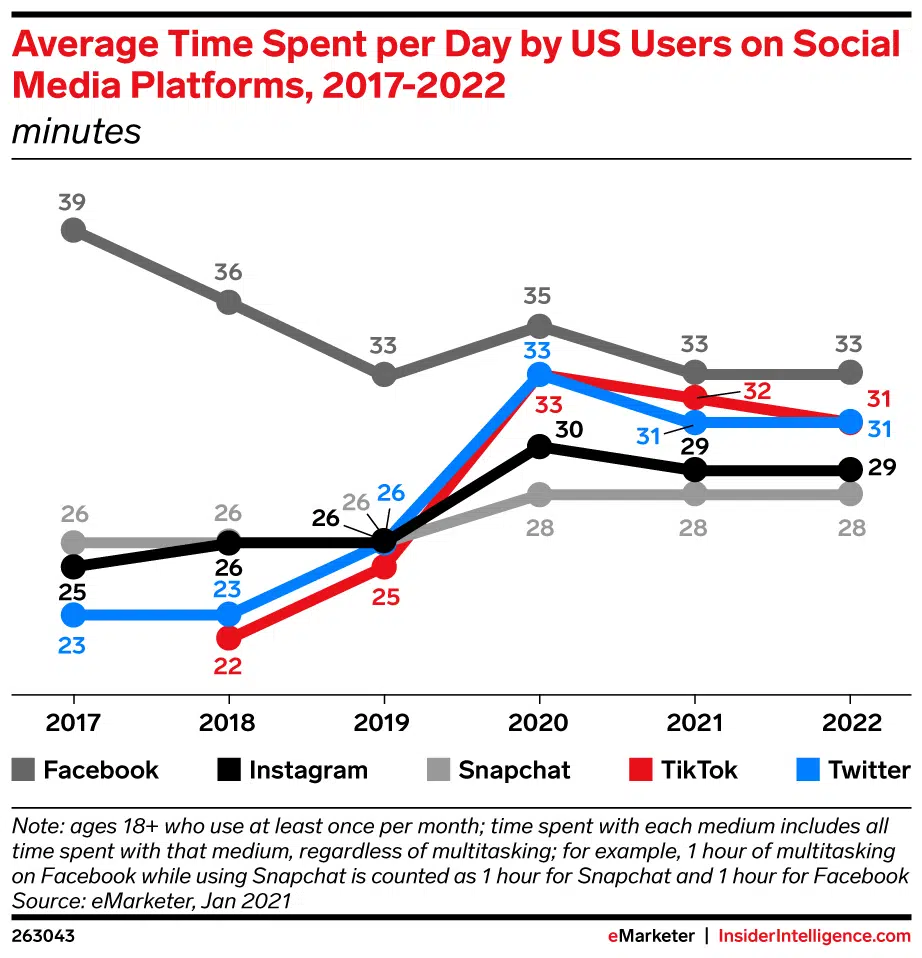 Average Time Spent per Day by US Users on Social
Media Platforms, 2017-2022
minutes
39
36
33
35
33
33
33
33
32
31
31
31
30
29
29
26
26
26
26
26
28
28
28
25
26
23
23
25
22
2017 2018 2019 2020 2021 2022
Facebook Instagram Snapchat TikTok Twitter
Note: ages 18+ who use at least once per month; time spent with each medium includes all
time spent with that medium, regardless of multitasking; for example, 1 hour of multitasking
on Facebook while using Snapchat is counted as 1 hour for Snapchat and 1 hour for Facebook
Source: eMarketer, Jan 2021
263043 eMarketer | InsiderIntelligence.com